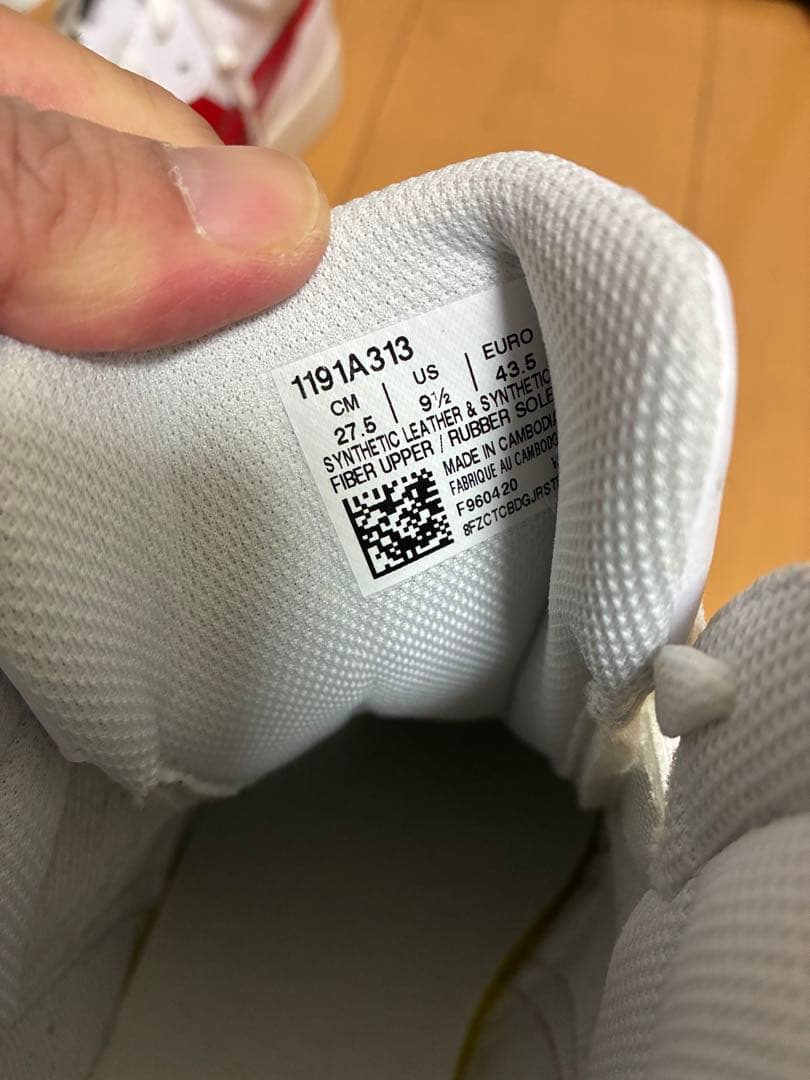 1191A313
CM | US | EURO
27.5 | 9½ | 43.5
SYNTHETIC LEATHER & SYNTHETIC
FIBER UPPER / RUBBER SOLE
MADE IN CAMBODIA
FABRIQUE AU CAMBODG
F960420
8FZCTCBDGJRST